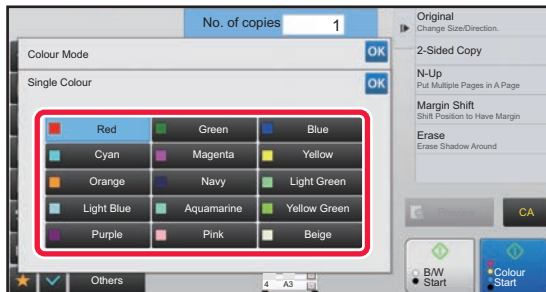 No. of copies 1
Colour Mode OK
Single Colour OK
Red Green Blue
Cyan Magenta Yellow
Orange Navy Light Green
Light Blue Aquamarine Yellow Green
Purple Pink Beige
Others
4 A3
Original
Change Size/Direction.
2-Sided Copy
N-Up
Put Multiple Pages in A Page
Margin Shift
Shift Position to Have Margin
Erase
Erase Shadow Around
Preview CA
B/W
Start
Colour
Start